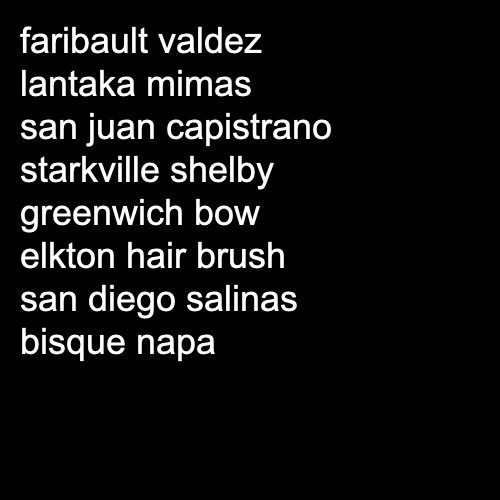 faribault valdez
lantaka mimas
san juan capistrano
starkville shelby
greenwich bow
elkton hair brush
san diego salinas
bisque napa